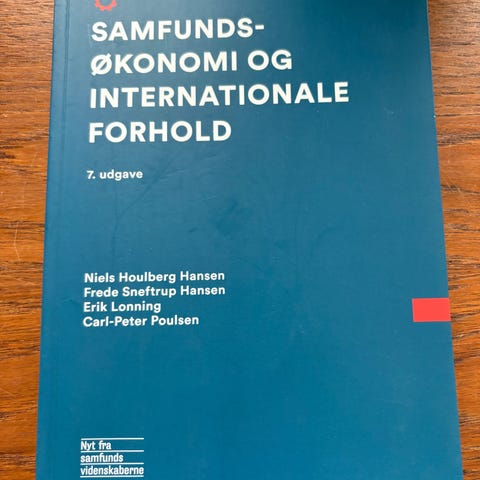 SAMFUNDS-
ØKONOMI OG
INTERNATIONALE
FORHOLD
7. udgave
Niels Houlberg Hansen
Frede Sneftrup Hansen
Erik Lonning
Carl-Peter Poulsen
Nyt fra
samfunds
videnskaberne